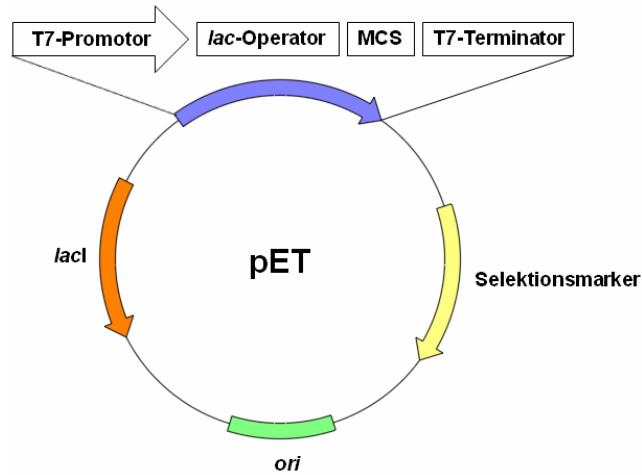 T7-Promotor lac-Operator MCS T7-Terminator
lacI
pET
Selektionsmarker
ori